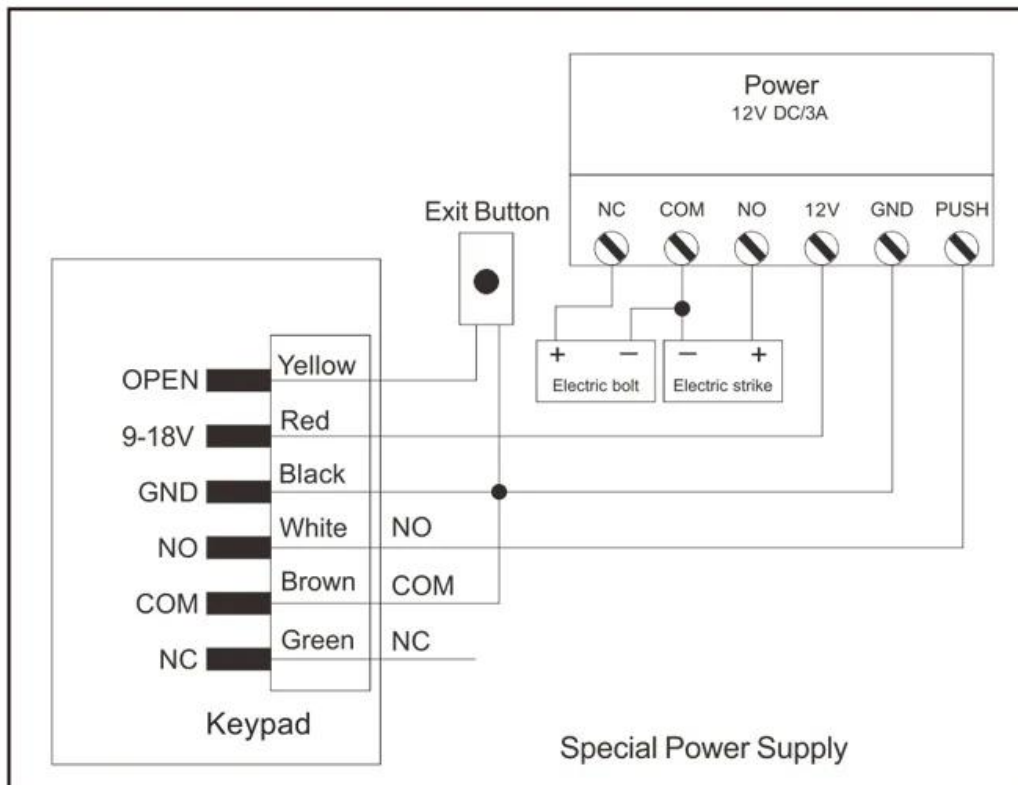 Power
12V DC/3A
NC COM NO 12V GND PUSH
Exit Button
+ − − +
Electric bolt Electric strike
OPEN Yellow
9-18V Red
GND Black
NO White NO
COM Brown COM
NC Green NC
Keypad
Special Power Supply